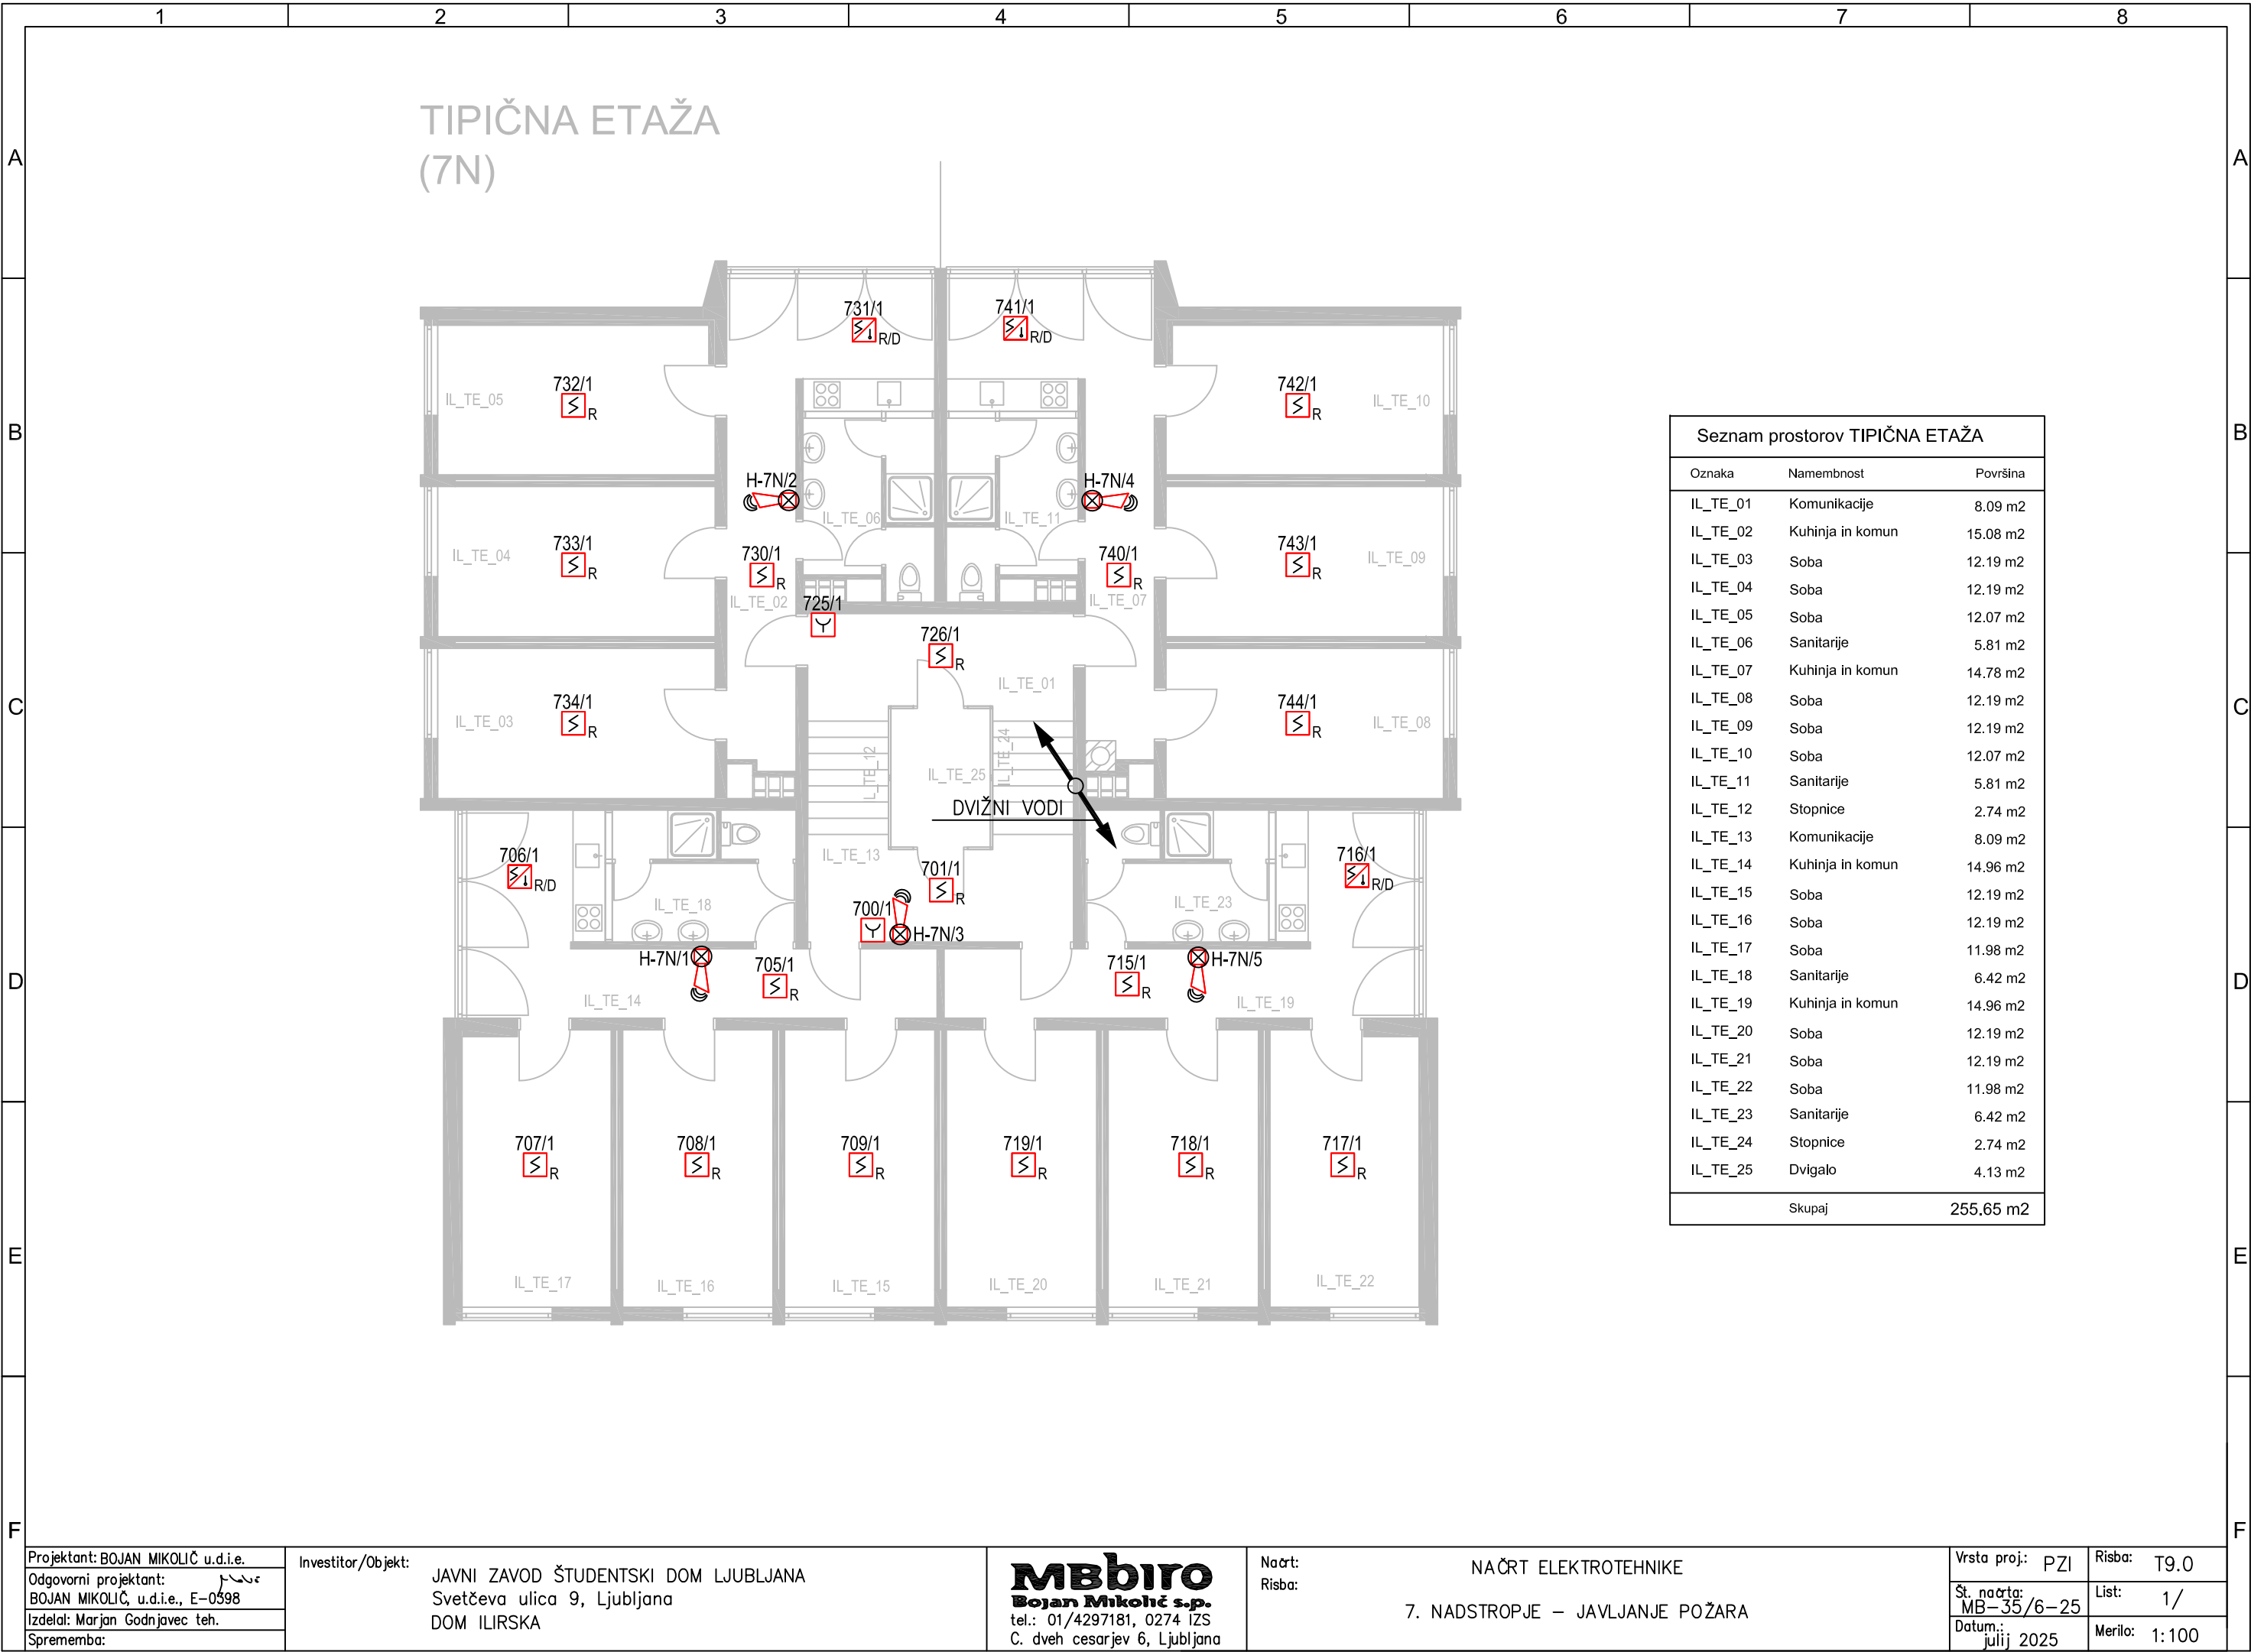 1 2 3 4 5 6 7 8
A A
B B
C C
D D
E E
F F
TIPIČNA ETAŽA
(7N)
731/1
R/D
741/1
R/D
732/1
R
IL_TE_05
742/1
R
IL_TE_10
H-7N/2
H-7N/4
IL_TE_06
IL_TE_11
733/1
R
IL_TE_04
730/1
R
IL_TE_02
740/1
R
IL_TE_07
743/1
R
IL_TE_09
725/1
726/1
R
IL_TE_01
734/1
R
IL_TE_03
744/1
R
IL_TE_08
IL_TE_12
IL_TE_25
IL_TE_24
DVIŽNI VODI
706/1
R/D
IL_TE_13
716/1
R/D
701/1
R
IL_TE_18
IL_TE_23
700/1
H-7N/3
H-7N/1
705/1
R
715/1
R
H-7N/5
IL_TE_14
IL_TE_19
707/1
R
708/1
R
709/1
R
719/1
R
718/1
R
717/1
R
IL_TE_17
IL_TE_16
IL_TE_15
IL_TE_20
IL_TE_21
IL_TE_22
Seznam prostorov TIPIČNA ETAŽA
Oznaka Namembnost Površina
IL_TE_01 Komunikacije 8.09 m2
IL_TE_02 Kuhinja in komun 15.08 m2
IL_TE_03 Soba 12.19 m2
IL_TE_04 Soba 12.19 m2
IL_TE_05 Soba 12.07 m2
IL_TE_06 Sanitarije 5.81 m2
IL_TE_07 Kuhinja in komun 14.78 m2
IL_TE_08 Soba 12.19 m2
IL_TE_09 Soba 12.19 m2
IL_TE_10 Soba 12.07 m2
IL_TE_11 Sanitarije 5.81 m2
IL_TE_12 Stopnice 2.74 m2
IL_TE_13 Komunikacije 8.09 m2
IL_TE_14 Kuhinja in komun 14.96 m2
IL_TE_15 Soba 12.19 m2
IL_TE_16 Soba 12.19 m2
IL_TE_17 Soba 11.98 m2
IL_TE_18 Sanitarije 6.42 m2
IL_TE_19 Kuhinja in komun 14.96 m2
IL_TE_20 Soba 12.19 m2
IL_TE_21 Soba 12.19 m2
IL_TE_22 Soba 11.98 m2
IL_TE_23 Sanitarije 6.42 m2
IL_TE_24 Stopnice 2.74 m2
IL_TE_25 Dvigalo 4.13 m2
Skupaj 255.65 m2
Projektant: BOJAN MIKOLIČ u.d.i.e.
Odgovorni projektant:
BOJAN MIKOLIČ, u.d.i.e., E-0598
Izdelal: Marjan Godnjavec teh.
Sprememba:
Investitor/Objekt:
JAVNI ZAVOD ŠTUDENTSKI DOM LJUBLJANA
Svetčeva ulica 9, Ljubljana
DOM ILIRSKA
MBbiro
Bojan Mikolič s.p.
tel.: 01/4297181, 0274 IZS
C. dveh cesarjev 6, Ljubljana
Načrt: NAČRT ELEKTROTEHNIKE
Risba:
7. NADSTROPJE – JAVLJANJE POŽARA
Vrsta proj.: PZI
Št. načrta:
MB-35/6-25
Datum.:
julij 2025
Risba: T9.0
List: 1/
Merilo: 1:100